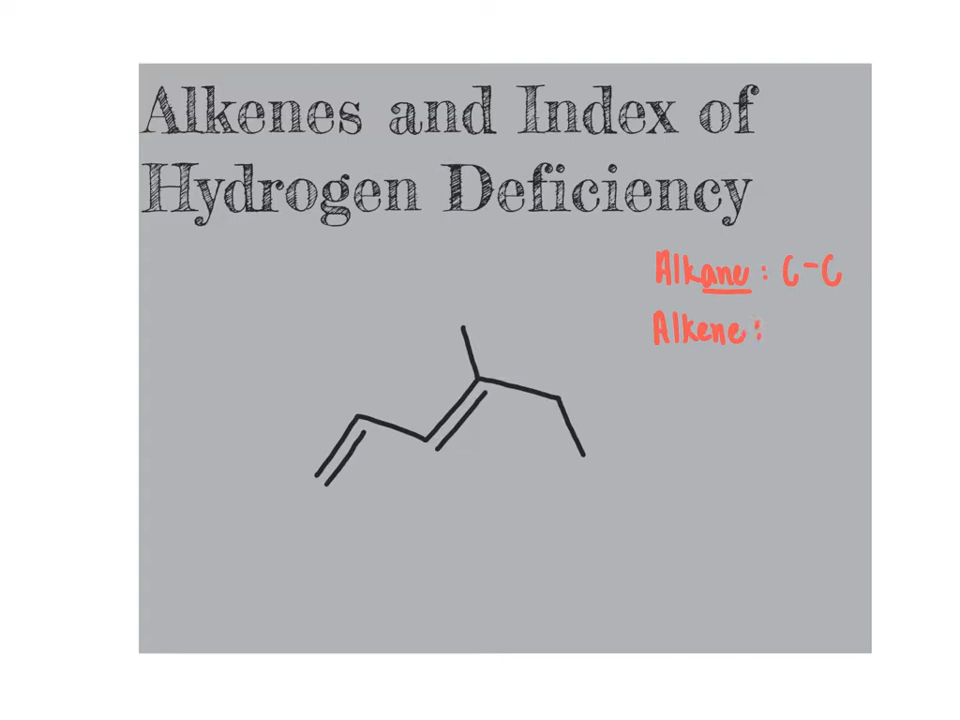 Alkenes and Index of
Hydrogen Deficiency
Alkane : C-C
Alkene :